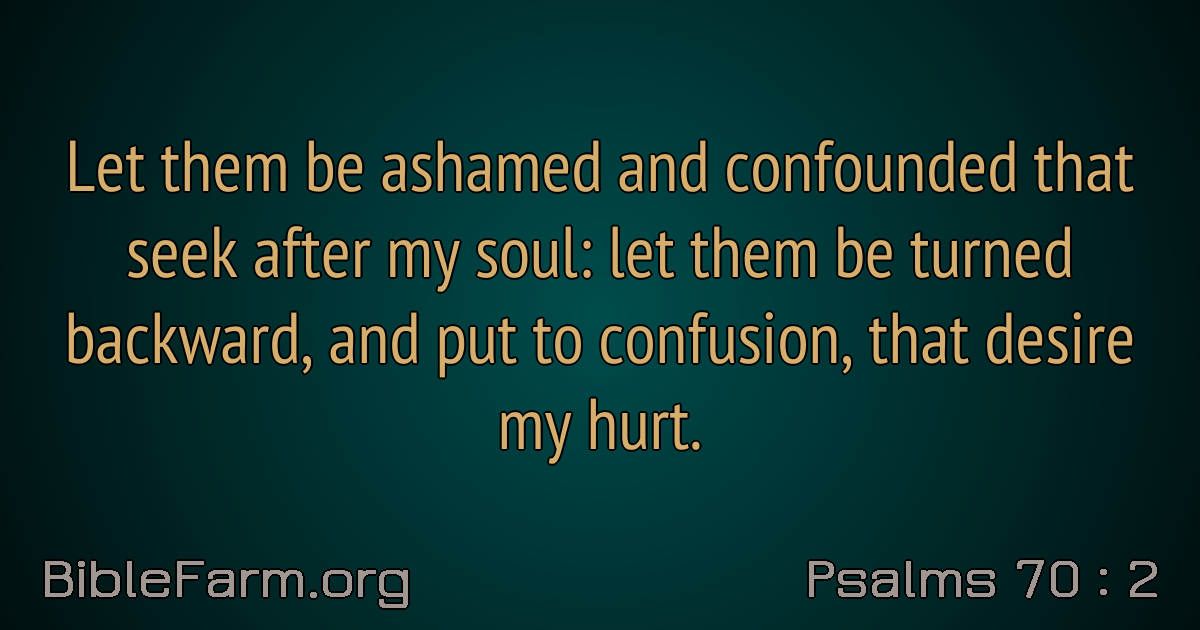 Let them be ashamed and confounded that
seek after my soul: let them be turned
backward, and put to confusion, that desire
my hurt.
BibleFarm.org
Psalms 70 : 2